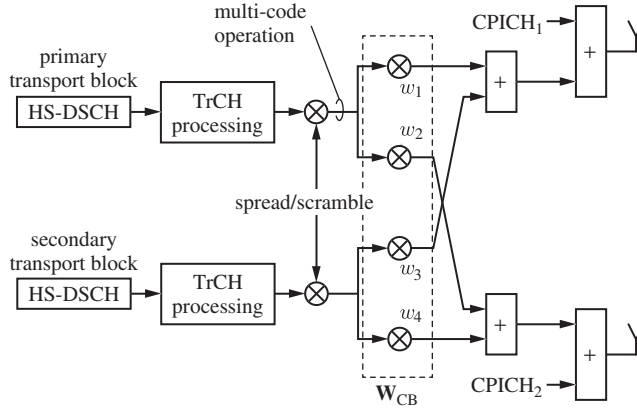 multi-code
operation
CPICH1
+
primary
transport block
HS-DSCH
TrCH
processing
w1
+
w2
spread/scramble
secondary
transport block
HS-DSCH
TrCH
processing
w3
w4
+
+
WCB
CPICH2